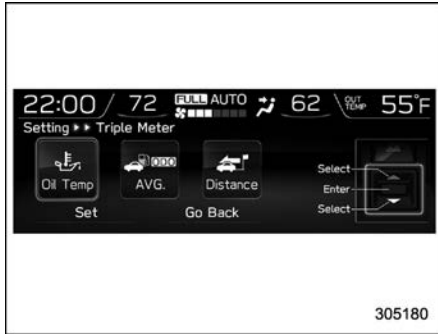 22:00 / 72 FULL AUTO 62 OUT TEMP 55°F
Setting ▸▸ Triple Meter
Oil Temp AVG. Distance
Set Go Back
Select
Enter
Select
305180